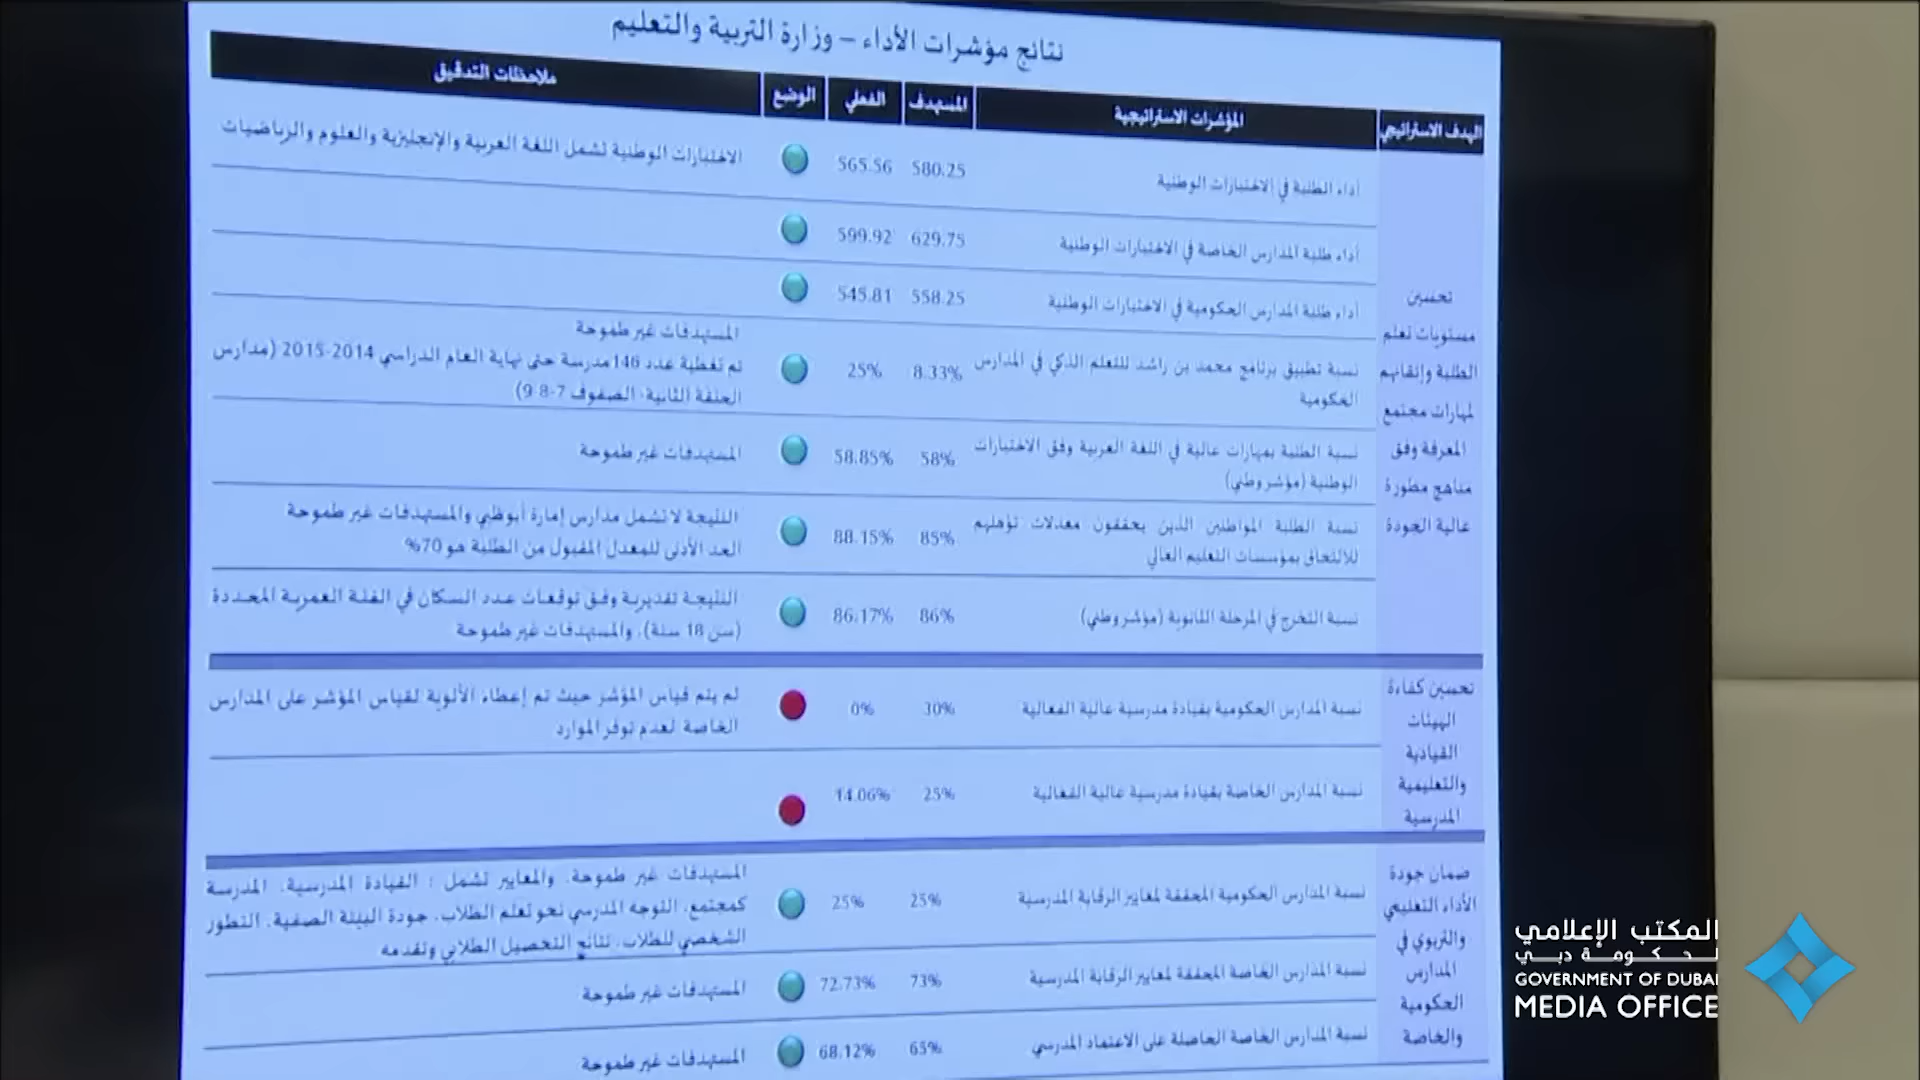 نتائج مؤشرات الأداء – وزارة التربية والتعليم
الهدف الاستراتيجي المؤشرات الاستراتيجية المستهدف الفعلي الوضع ملاحظات التدقيق
تحسين
مستويات تعلم
الطلبة وإتقانهم
لمهارات مجتمع
المعرفة وفق
مناهج مطورة
عالية الجودة
أداء الطلبة في الاختبارات الوطنية 580.25 565.56 الاختبارات الوطنية تشمل اللغة العربية والإنجليزية والعلوم والرياضيات
أداء طلبة المدارس الخاصة في الاختبارات الوطنية 629.75 599.92
أداء طلبة المدارس الحكومية في الاختبارات الوطنية 558.25 545.81
نسبة تطبيق برنامج محمد بن راشد للتعلم الذكي في المدارس
الحكومية
8.33% 25%
المستهدفات غير طموحة
تم تغطية عدد 146 مدرسة حتى نهاية العام الدراسي 2014-2015 (مدارس
الحلقة الثانية: الصفوف 7-8-9)
نسبة الطلبة بمهارات عالية في اللغة العربية وفق الاختبارات
الوطنية (مؤشر وطني)
58% 58.85% المستهدفات غير طموحة
نسبة الطلبة المواطنين الذين يحققون معدلات تؤهلهم
للالتحاق بمؤسسات التعليم العالي
85% 88.15%
النتيجة لا تشمل مدارس إمارة أبوظبي والمستهدفات غير طموحة
الحد الأدنى للمعدل المقبول من الطلبة هو 70%
نسبة التخرج في المرحلة الثانوية (مؤشر وطني) 86% 86.17%
النتيجة تقديرية وفق توقعات عدد السكان في الفئة العمرية المحددة
(سن 18 سنة)، والمستهدفات غير طموحة
تحسين كفاءة
الهيئات
القيادية
والتعليمية
المدرسية
نسبة المدارس الحكومية بقيادة مدرسية عالية الفعالية 30% 0%
لم يتم قياس المؤشر حيث تم إعطاء الألوية لقياس المؤشر على المدارس
الخاصة لعدم توفر الموارد
نسبة المدارس الخاصة بقيادة مدرسية عالية الفعالية 25% 14.06%
ضمان جودة
الأداء التعليمي
والتربوي في
المدارس
الحكومية
والخاصة
نسبة المدارس الحكومية المحققة لمعايير الرقابة المدرسية 25% 25%
المستهدفات غير طموحة. والمعايير تشمل : القيادة المدرسية، المدرسة
كمجتمع، التوجه المدرسي نحو تعلم الطلاب، جودة البيئة الصفية، التطور
الشخصي للطلاب، نتائج التحصيل الطلابي وتقدمه
نسبة المدارس الخاصة المحققة لمعايير الرقابة المدرسية 73% 72.73% المستهدفات غير طموحة
نسبة المدارس الخاصة الحاصلة على الاعتماد المدرسي 65% 68.12% المستهدفات غير طموحة
المكتب الإعلامي
لحكومة دبي
GOVERNMENT OF DUBAI
MEDIA OFFICE